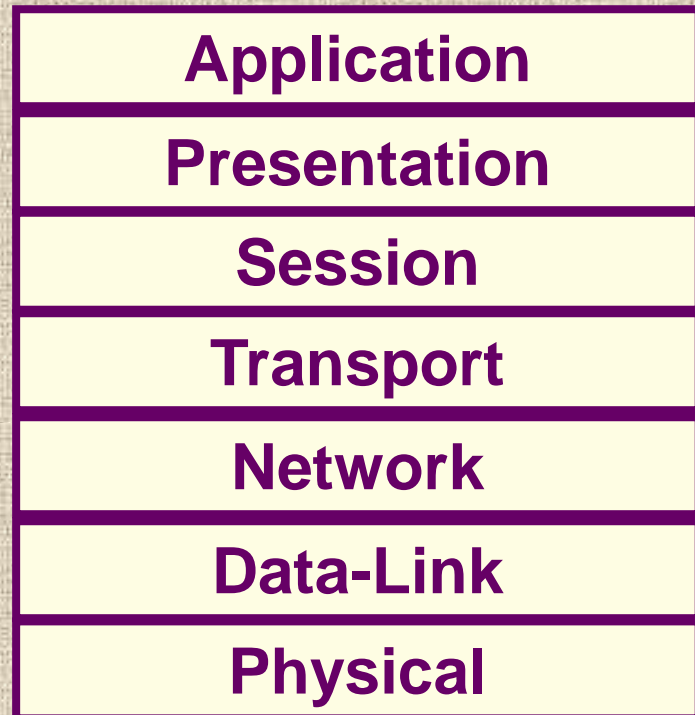 Application
Presentation
Session
Transport
Network
Data-Link
Physical